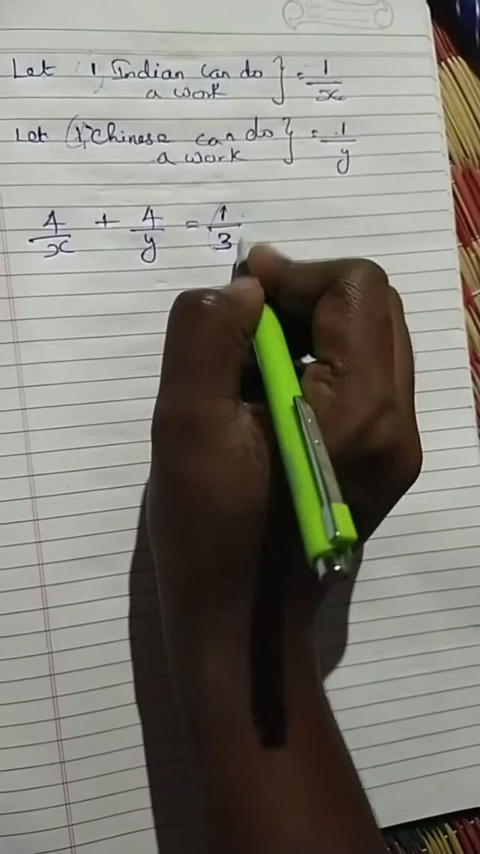 Let 1, Indian can do } = 1/x
a work
Let (1) Chinese can do } = 1/y
a work
4/x + 4/y = 1/3